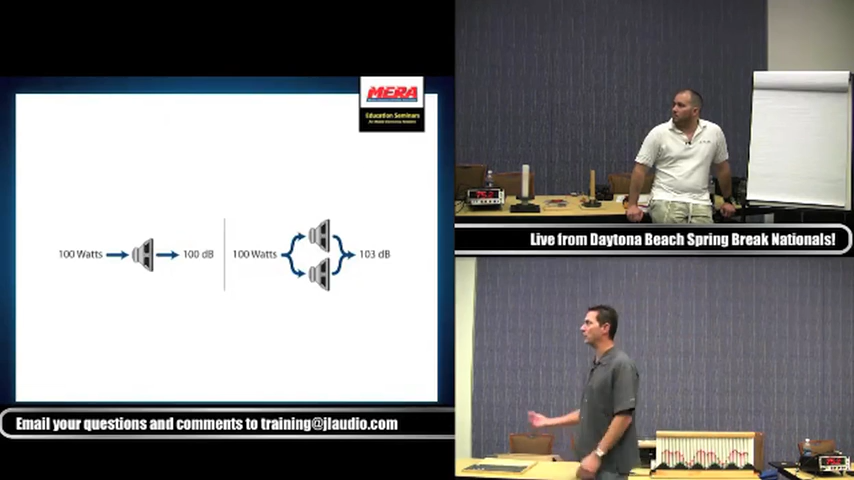 MERA
Education Seminars
100 Watts
100 dB
100 Watts
103 dB
Email your questions and comments to training@jlaudio.com
Live from Daytona Beach Spring Break Nationals!